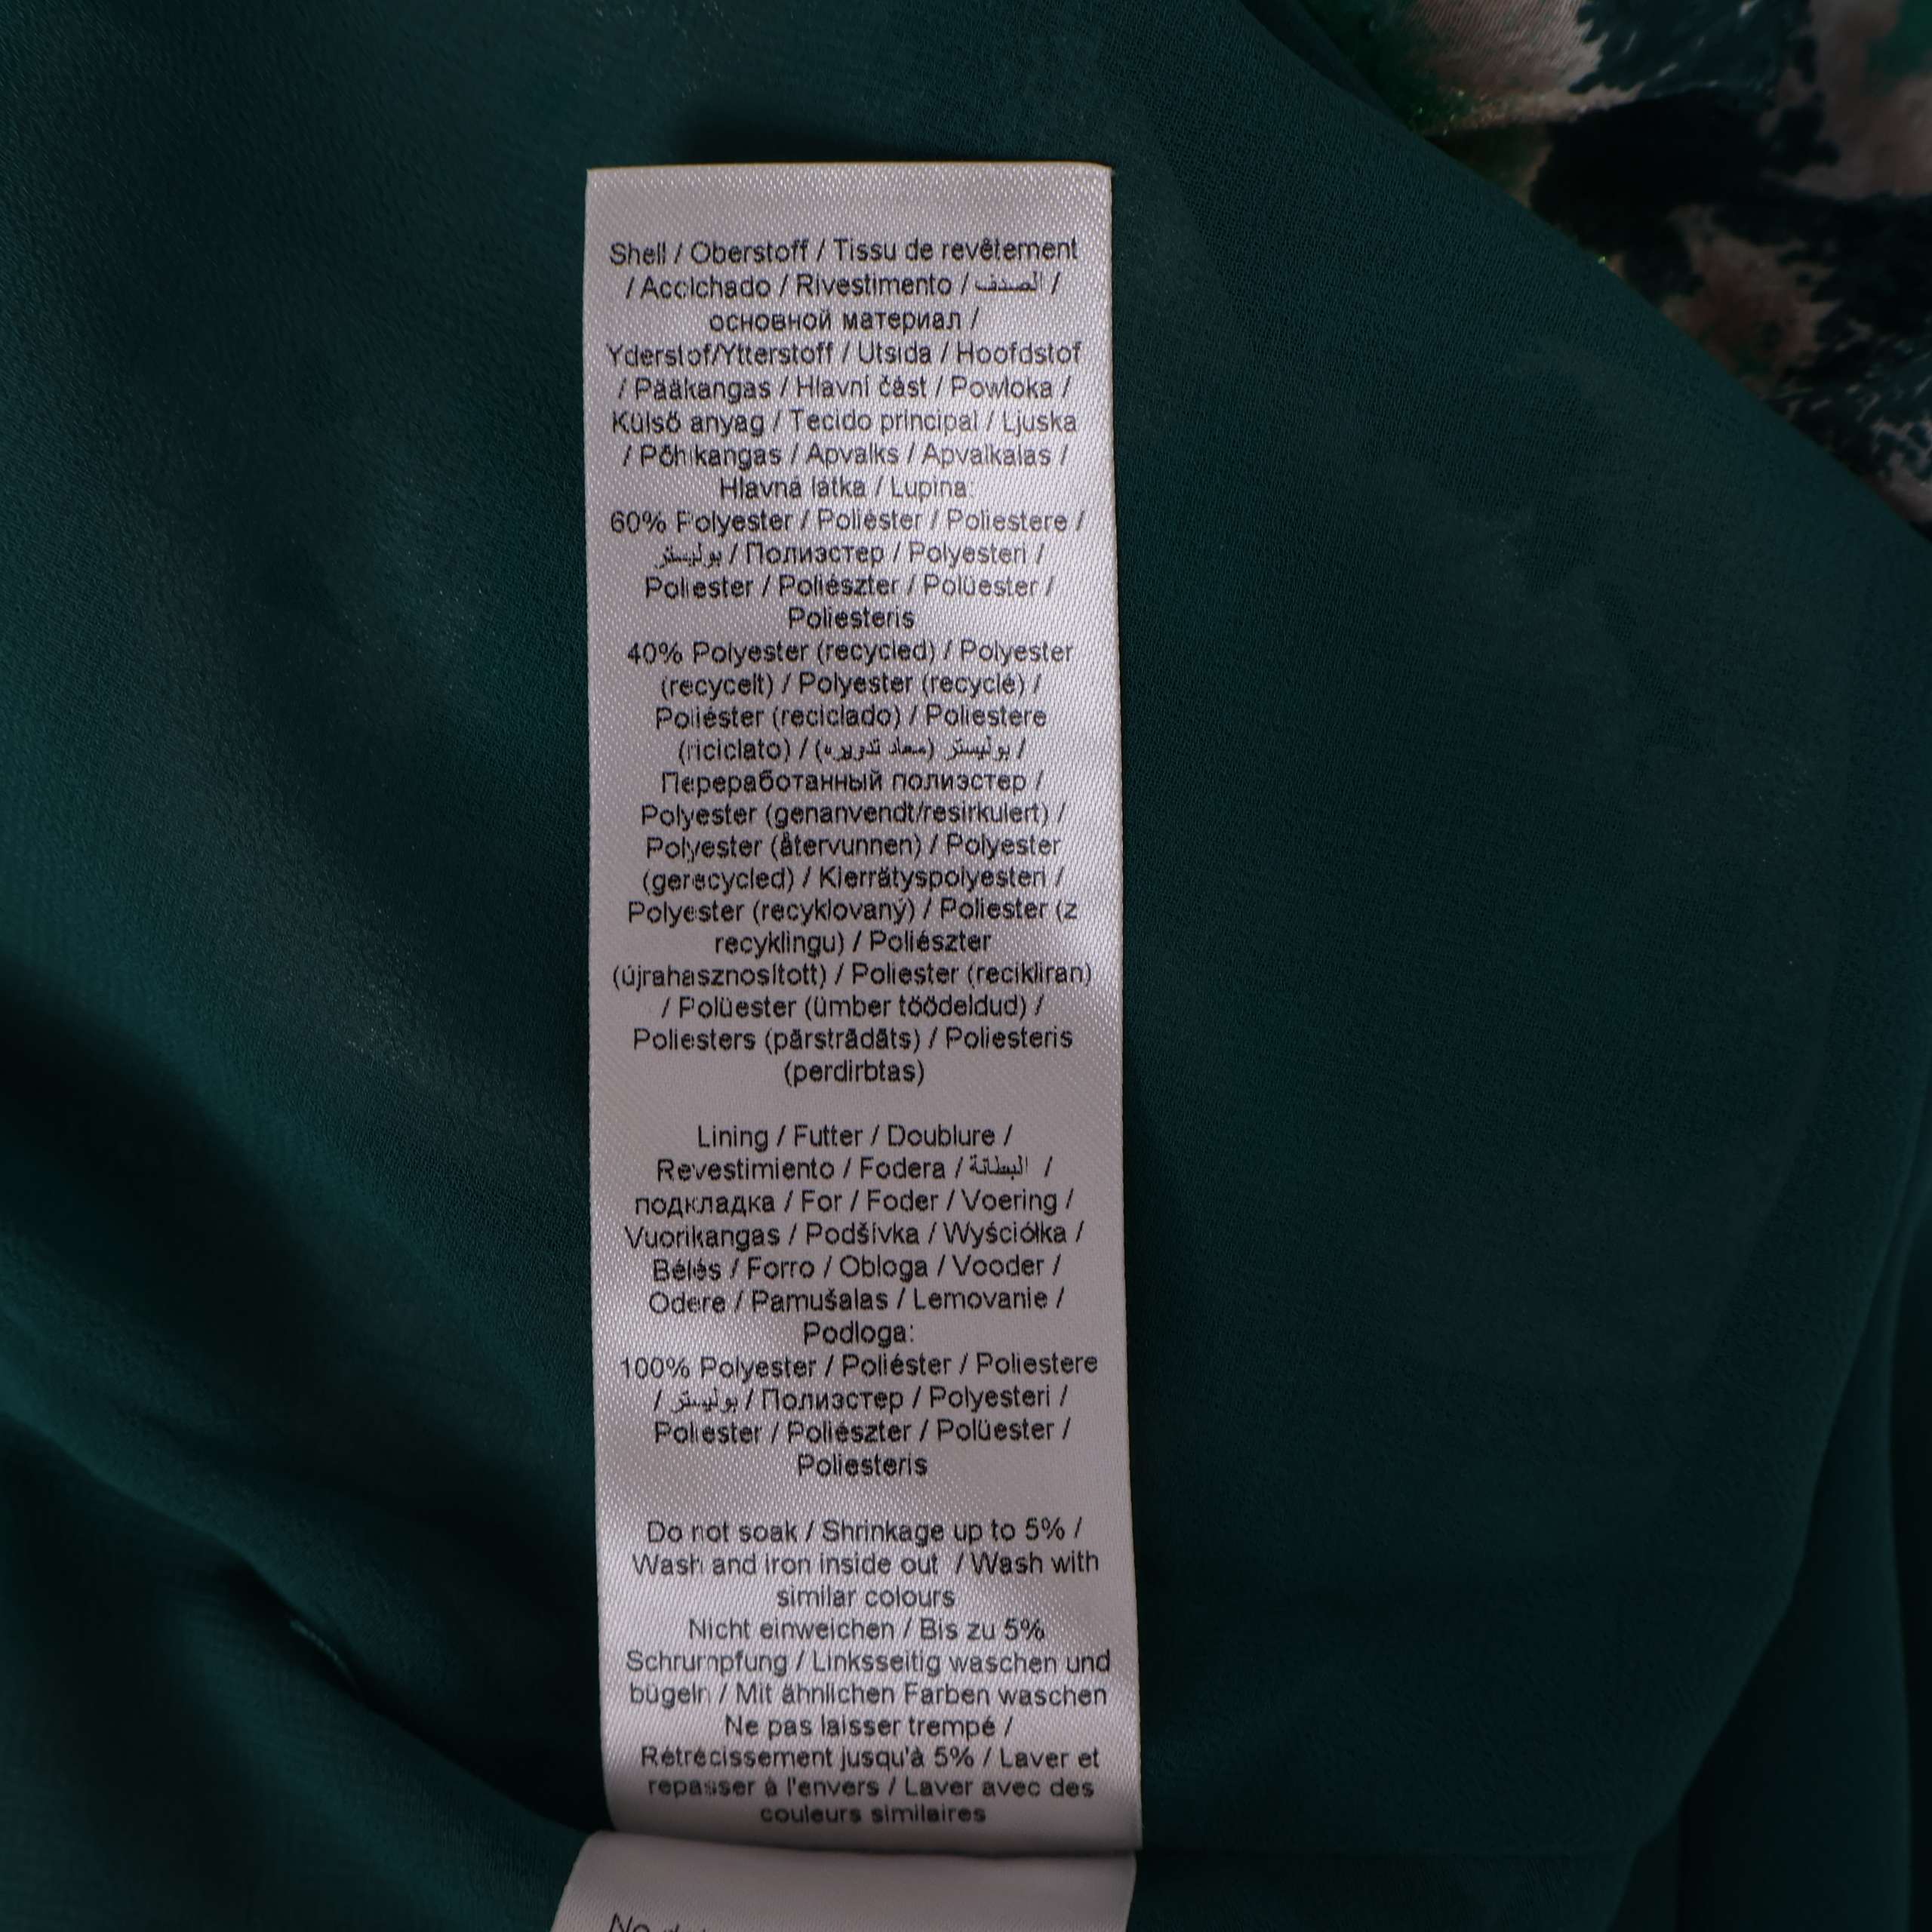 Shell / Oberstoff / Tissu de revêtement
/ Acolchado / Rivestimento / الصدف /
основной материал /
Yderstof/Ytterstoff / Utsida / Hoofdstof
/ Pääkangas / Hlavní část / Powłoka /
Külső anyag / Tecido principal / Ljuska
/ Põhikangas / Apvalks / Apvalkalas /
Hlavná látka / Lupina:
60% Polyester / Poliéster / Poliestere /
بوليستر / Полиэстер / Polyesteri /
Poliester / Poliészter / Polüester /
Poliesteris
40% Polyester (recycled) / Polyester
(recycelt) / Polyester (recyclé) /
Poliéster (reciclado) / Poliestere
(riciclato) / بوليستر (معاد تدويره) /
Переработанный полиэстер /
Polyester (genanvendt/resirkulert) /
Polyester (återvunnen) / Polyester
(gerecycled) / Kierrätyspolyesteri /
Polyester (recyklovaný) / Poliester (z
recyklingu) / Poliészter
(újrahasznosított) / Poliester (recikliran)
/ Polüester (ümber töödeldud) /
Poliesters (pārstrādāts) / Poliesteris
(perdirbtas)
Lining / Futter / Doublure /
Revestimiento / Fodera / البطانة /
подкладка / For / Foder / Voering /
Vuorikangas / Podšívka / Wyściółka /
Bélés / Forro / Obloga / Vooder /
Odere / Pamušalas / Lemovanie /
Podloga:
100% Polyester / Poliéster / Poliestere
/ بوليستر / Полиэстер / Polyesteri /
Poliester / Poliészter / Polüester /
Poliesteris
Do not soak / Shrinkage up to 5% /
Wash and iron inside out / Wash with
similar colours
Nicht einweichen / Bis zu 5%
Schrumpfung / Linksseitig waschen und
bügeln / Mit ähnlichen Farben waschen
Ne pas laisser trempé /
Rétrécissement jusqu'à 5% / Laver et
repasser à l'envers / Laver avec des
couleurs similaires
No